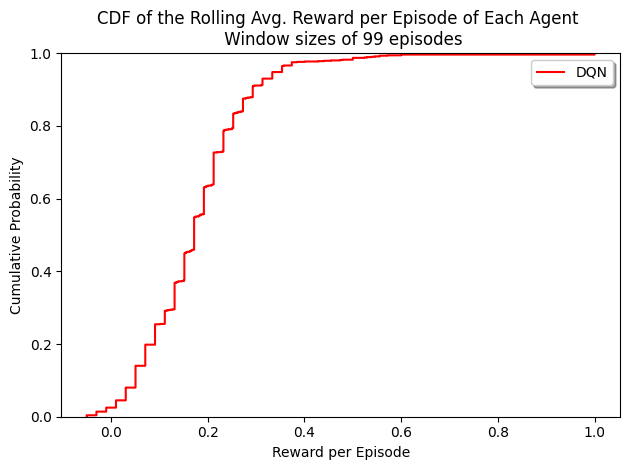 CDF of the Rolling Avg. Reward per Episode of Each Agent
Window sizes of 99 episodes
DQN
1.0
0.8
0.6
0.4
0.2
0.0
Cumulative Probability
0.0 0.2 0.4 0.6 0.8 1.0
Reward per Episode